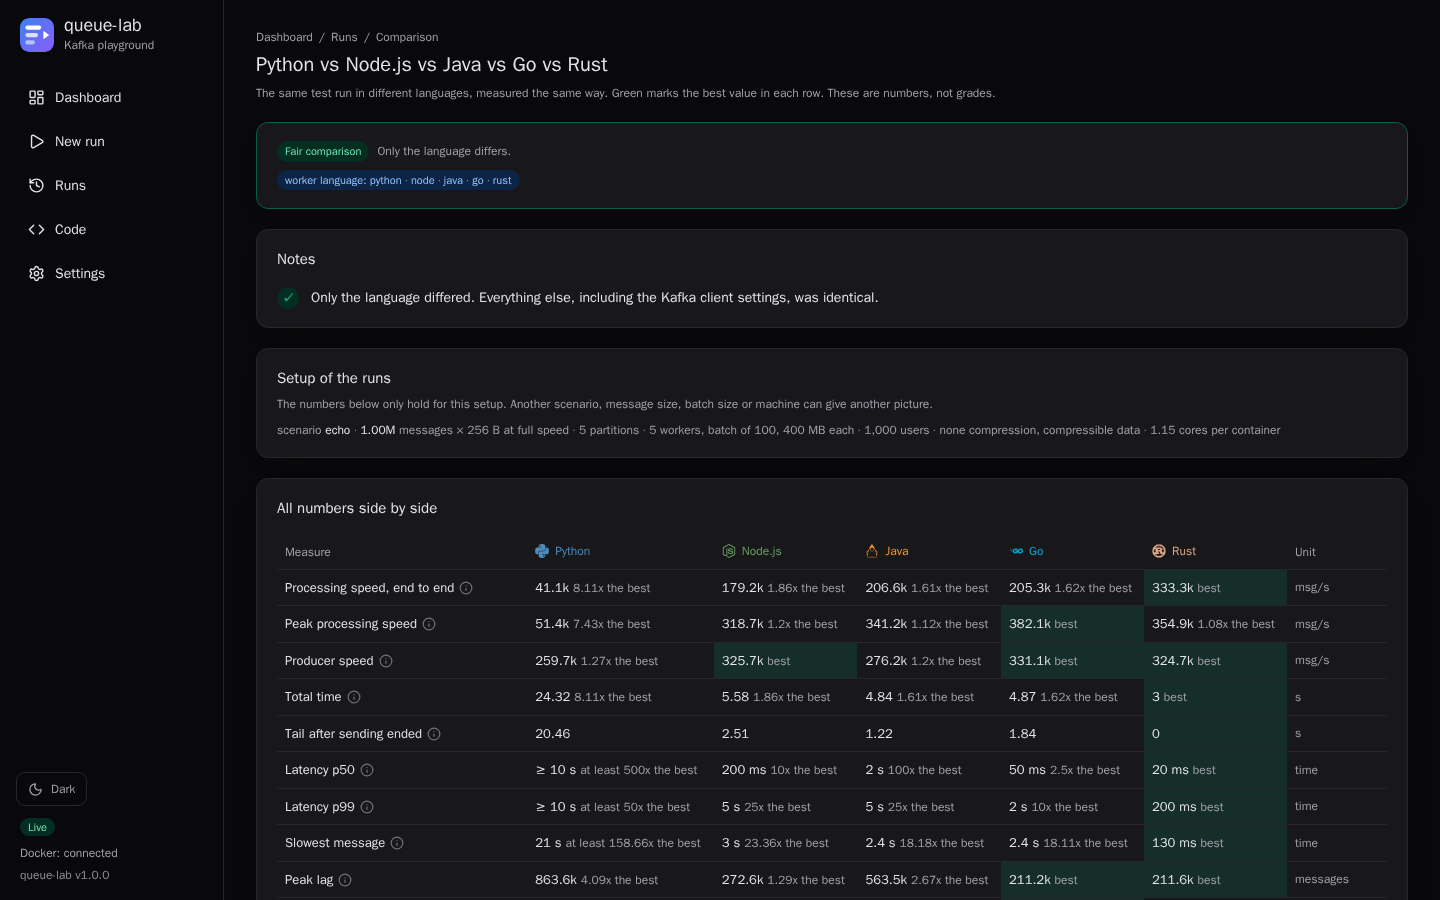 queue-lab
Kafka playground
Dashboard
New run
Runs
Code
Settings
Dark
Live
Docker: connected
queue-lab v1.0.0
Dashboard / Runs / Comparison
Python vs Node.js vs Java vs Go vs Rust
The same test run in different languages, measured the same way. Green marks the best value in each row. These are numbers, not grades.
Fair comparison Only the language differs.
worker language: python · node · java · go · rust
Notes
Only the language differed. Everything else, including the Kafka client settings, was identical.
Setup of the runs
The numbers below only hold for this setup. Another scenario, message size, batch size or machine can give another picture.
scenario echo · 1.00M messages × 256 B at full speed · 5 partitions · 5 workers, batch of 100, 400 MB each · 1,000 users · none compression, compressible data · 1.15 cores per container
All numbers side by side
Measure Python Node.js Java Go Rust Unit
Processing speed, end to end 41.1k 8.11x the best 179.2k 1.86x the best 206.6k 1.61x the best 205.3k 1.62x the best 333.3k best msg/s
Peak processing speed 51.4k 7.43x the best 318.7k 1.2x the best 341.2k 1.12x the best 382.1k best 354.9k 1.08x the best msg/s
Producer speed 259.7k 1.27x the best 325.7k best 276.2k 1.2x the best 331.1k best 324.7k best msg/s
Total time 24.32 8.11x the best 5.58 1.86x the best 4.84 1.61x the best 4.87 1.62x the best 3 best s
Tail after sending ended 20.46 2.51 1.22 1.84 0 s
Latency p50 ≥ 10 s at least 500x the best 200 ms 10x the best 2 s 100x the best 50 ms 2.5x the best 20 ms best time
Latency p99 ≥ 10 s at least 50x the best 5 s 25x the best 5 s 25x the best 2 s 10x the best 200 ms best time
Slowest message 21 s at least 158.66x the best 3 s 23.36x the best 2.4 s 18.18x the best 2.4 s 18.11x the best 130 ms best time
Peak lag 863.6k 4.09x the best 272.6k 1.29x the best 563.5k 2.67x the best 211.2k best 211.6k best messages